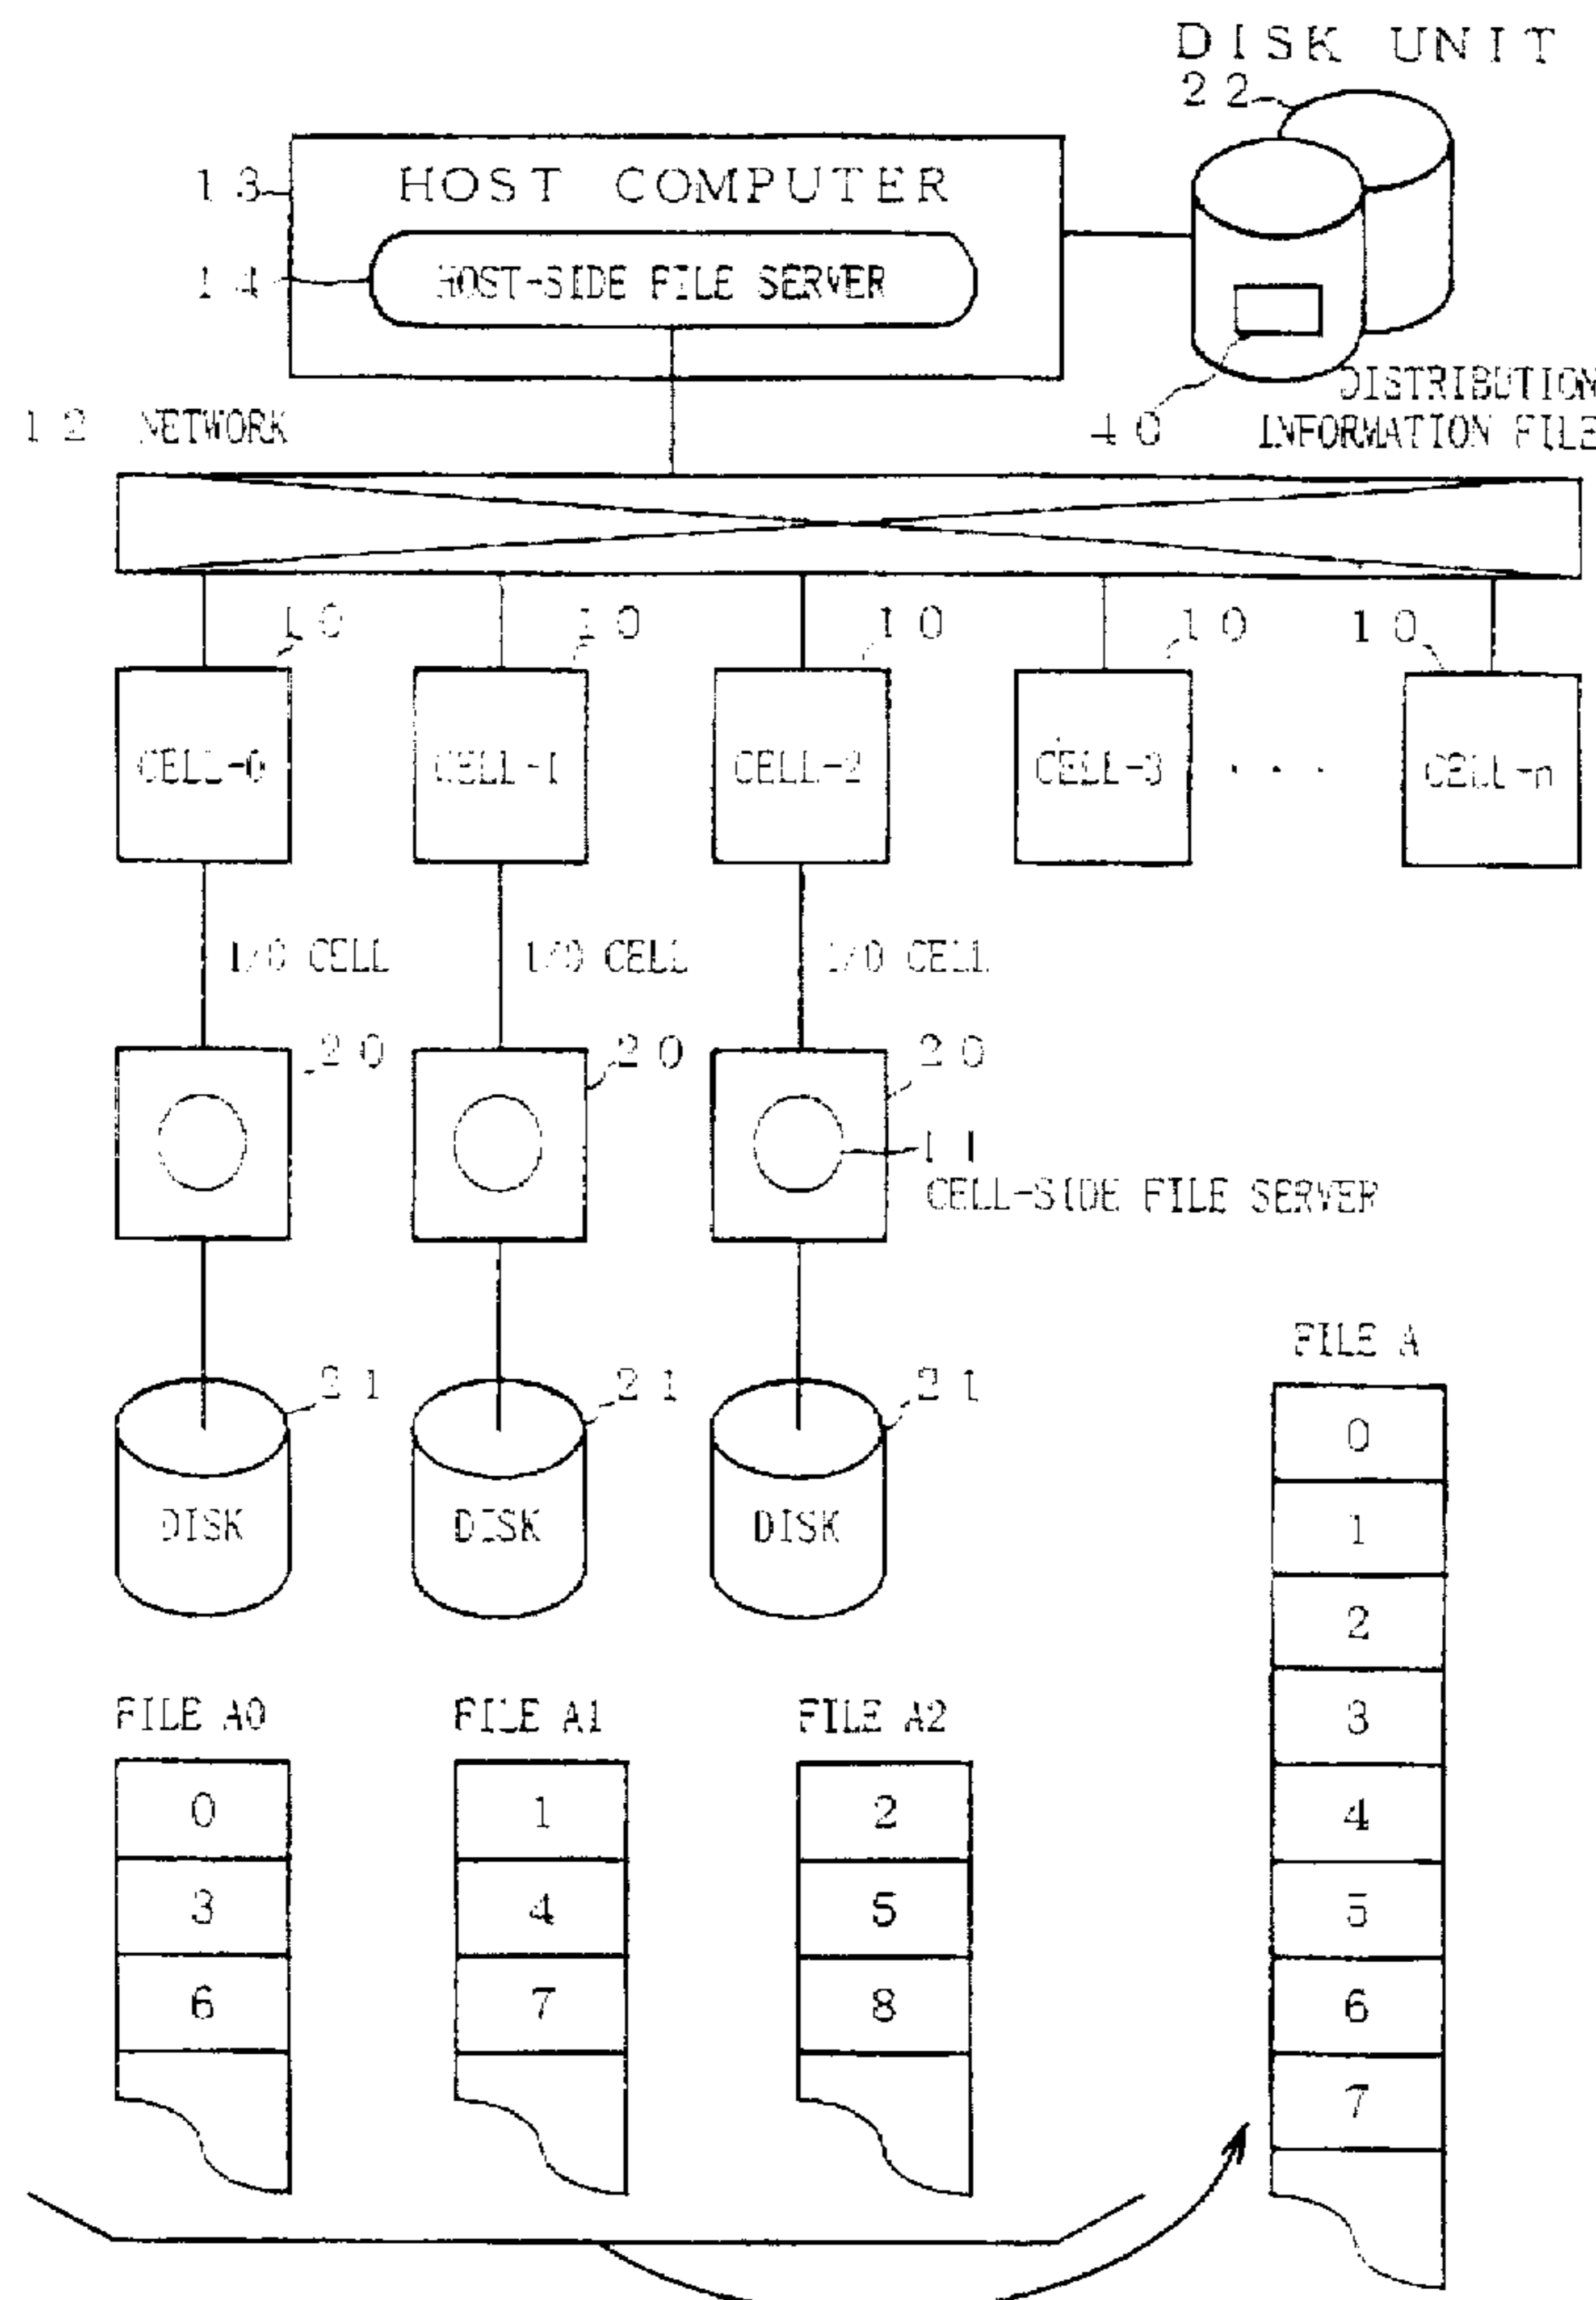 DISK UNIT
22
13 HOST COMPUTER
14 HOST-SIDE FILE SERVER
DISTRIBUTION
12 NETWORK 40 INFORMATION FILE
10 10 10 10 10
CELL-0 CELL-1 CELL-2 CELL-3 ... CELL-n
I/O CELL I/O CELL I/O CELL
20 20 20
11
CELL-SIDE FILE SERVER
FILE A
21 21 21
0
DISK DISK DISK 1
2
FILE A0 FILE A1 FILE A2 3
0 1 2 4
3 4 5 5
6 7 8 6
7